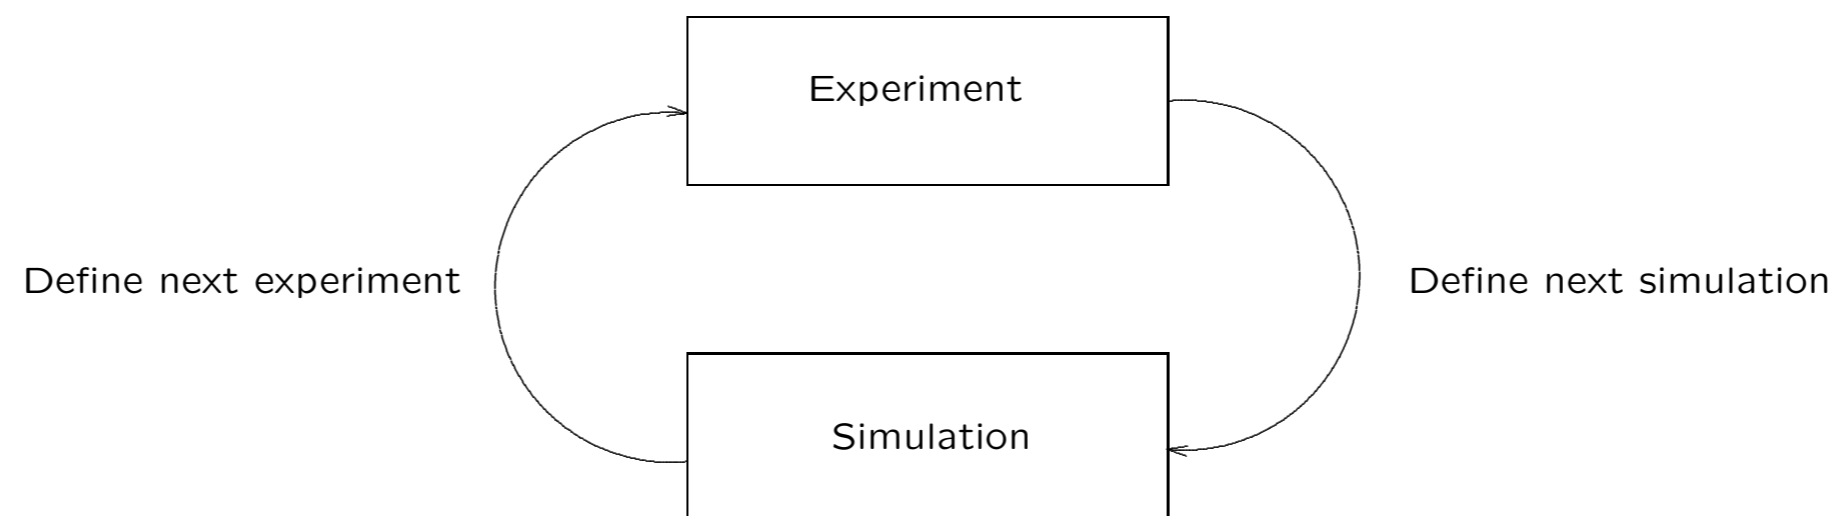 Experiment
Define next experiment
Define next simulation
Simulation